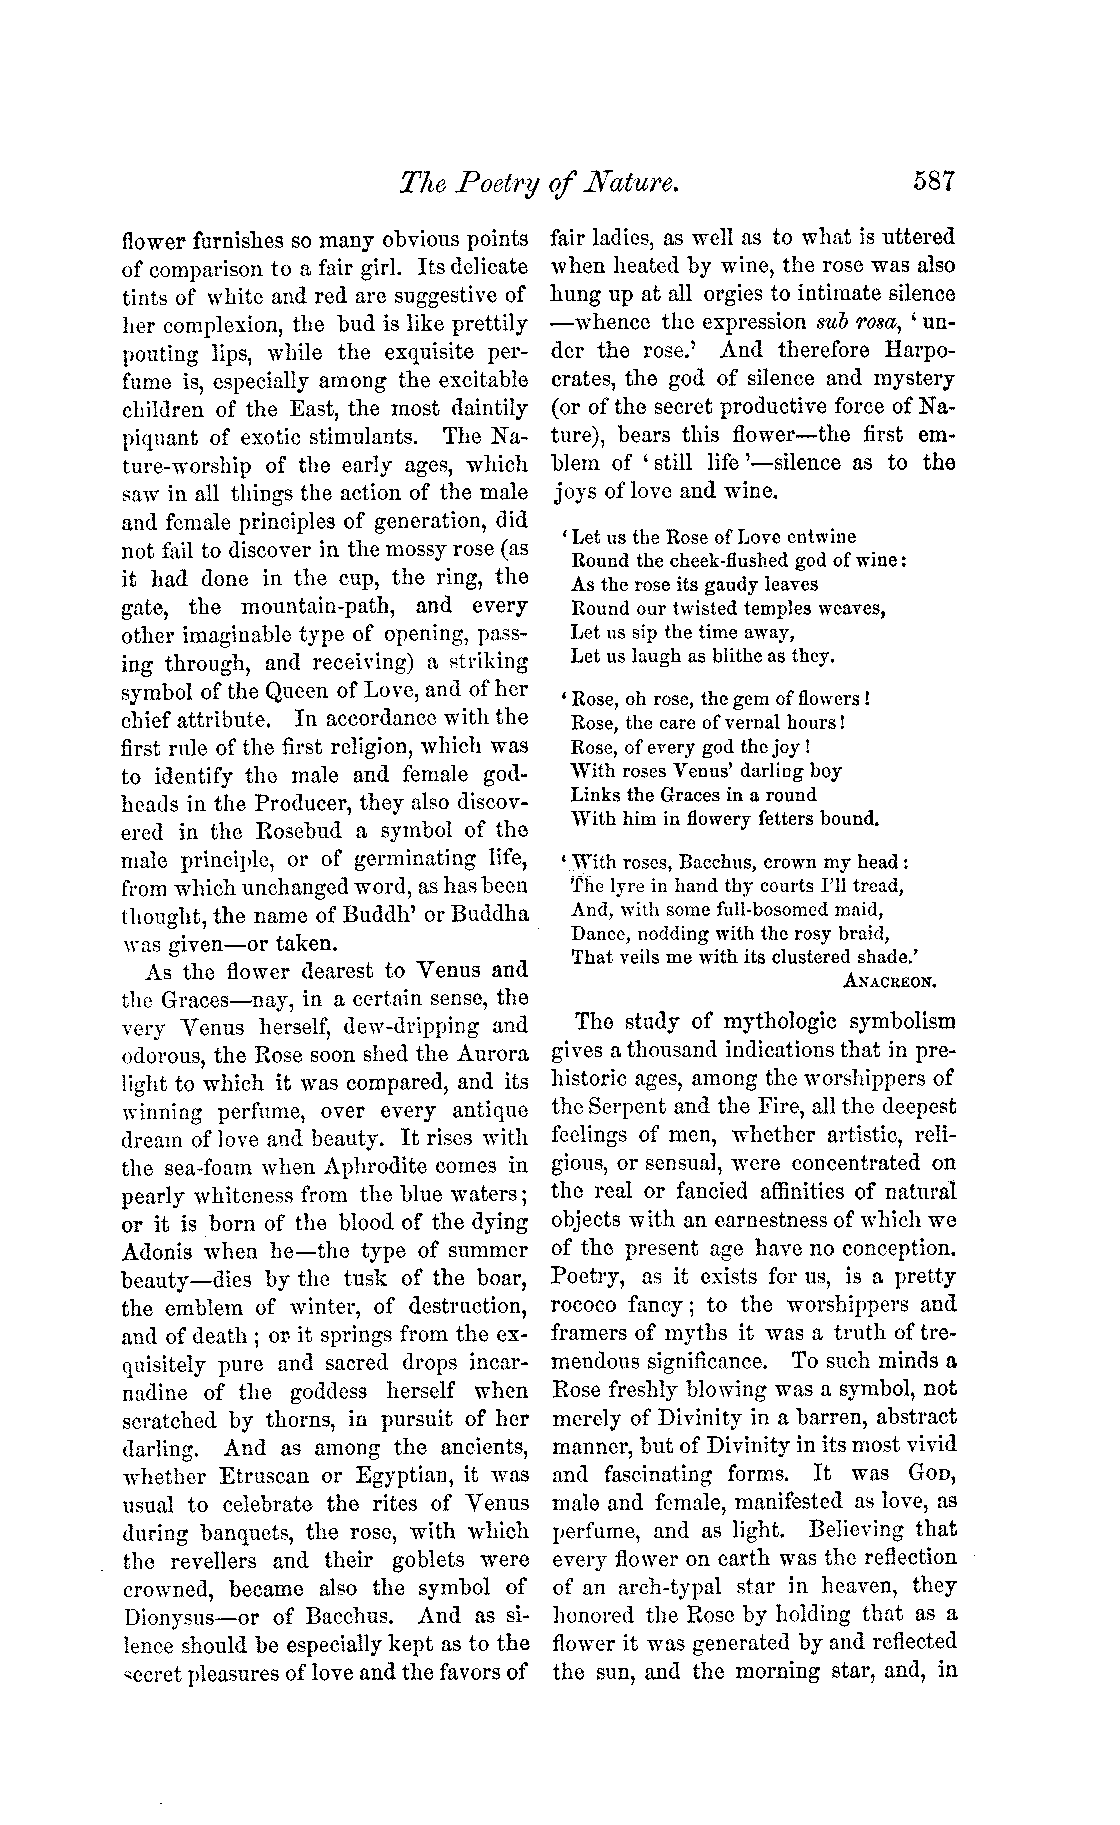 The Poetry of Nature. 587
flower furnishes so many obvious points
of comparison to a fair girl. Its delicate
tints of white and red are suggestive of
her complexion, the bud is like prettily
pouting lips, while the exquisite per-
fume is, especially among the excitable
children of the East, the most daintily
piquant of exotic stimulants. The Na-
ture-worship of the early ages, which
saw in all things the action of the male
and female principles of generation, did
not fail to discover in the mossy rose (as
it had done in the cup, the ring, the
gate, the mountain-path, and every
other imaginable type of opening, pass-
ing through, and receiving) a striking
symbol of the Queen of Love, and of her
chief attribute. In accordance with the
first rule of the first religion, which was
to identify the male and female god-
heads in the Producer, they also discov-
ered in the Rosebud a symbol of the
male principle, or of germinating life,
from which unchanged word, as has been
thought, the name of Buddh' or Buddha
was given—or taken.
As the flower dearest to Venus and
the Graces—nay, in a certain sense, the
very Venus herself, dew-dripping and
odorous, the Rose soon shed the Aurora
light to which it was compared, and its
winning perfume, over every antique
dream of love and beauty. It rises with
the sea-foam when Aphrodite comes in
pearly whiteness from the blue waters;
or it is born of the blood of the dying
Adonis when he—the type of summer
beauty—dies by the tusk of the boar,
the emblem of winter, of destruction,
and of death; or it springs from the ex-
quisitely pure and sacred drops incar-
nadine of the goddess herself when
scratched by thorns, in pursuit of her
darling. And as among the ancients,
whether Etruscan or Egyptian, it was
usual to celebrate the rites of Venus
during banquets, the rose, with which
the revellers and their goblets were
crowned, became also the symbol of
Dionysus—or of Bacchus. And as si-
lence should be especially kept as to the
secret pleasures of love and the favors of
fair ladies, as well as to what is uttered
when heated by wine, the rose was also
hung up at all orgies to intimate silence
—whence the expression sub rosa, 'un-
der the rose.' And therefore Harpo-
crates, the god of silence and mystery
(or of the secret productive force of Na-
ture), bears this flower—the first em-
blem of 'still life'—silence as to the
joys of love and wine.
'Let us the Rose of Love entwine
Round the cheek-flushed god of wine:
As the rose its gaudy leaves
Round our twisted temples weaves,
Let us sip the time away,
Let us laugh as blithe as they.
'Rose, oh rose, the gem of flowers!
Rose, the care of vernal hours!
Rose, of every god the joy!
With roses Venus' darling boy
Links the Graces in a round
With him in flowery fetters bound.
'With roses, Bacchus, crown my head:
The lyre in hand thy courts I'll tread,
And, with some full-bosomed maid,
Dance, nodding with the rosy braid,
That veils me with its clustered shade.'
ANACREON.
The study of mythologic symbolism
gives a thousand indications that in pre-
historic ages, among the worshippers of
the Serpent and the Fire, all the deepest
feelings of men, whether artistic, reli-
gious, or sensual, were concentrated on
the real or fancied affinities of natural
objects with an earnestness of which we
of the present age have no conception.
Poetry, as it exists for us, is a pretty
rococo fancy; to the worshippers and
framers of myths it was a truth of tre-
mendous significance. To such minds a
Rose freshly blowing was a symbol, not
merely of Divinity in a barren, abstract
manner, but of Divinity in its most vivid
and fascinating forms. It was GOD,
male and female, manifested as love, as
perfume, and as light. Believing that
every flower on earth was the reflection
of an arch-typal star in heaven, they
honored the Rose by holding that as a
flower it was generated by and reflected
the sun, and the morning star, and, in